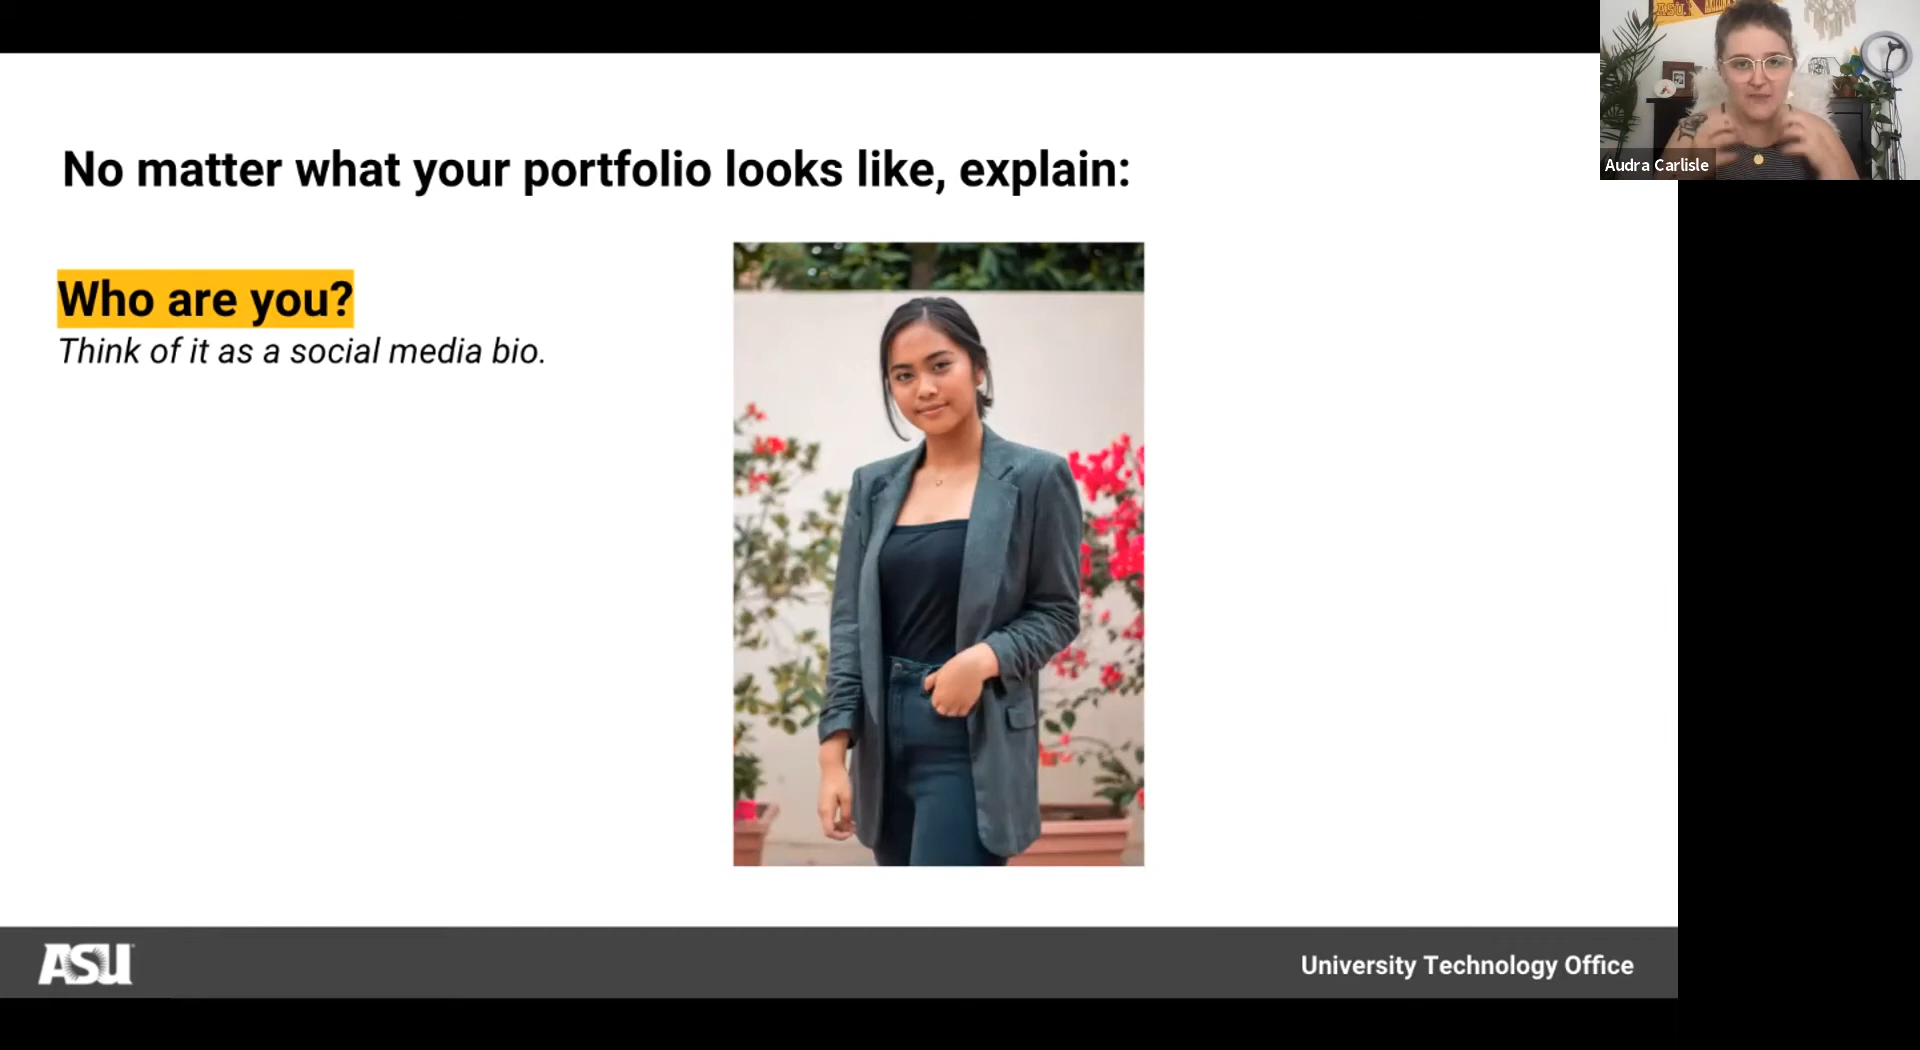 No matter what your portfolio looks like, explain:
Who are you?
Think of it as a social media bio.
ASU
University Technology Office
ASU
Audra Carlisle